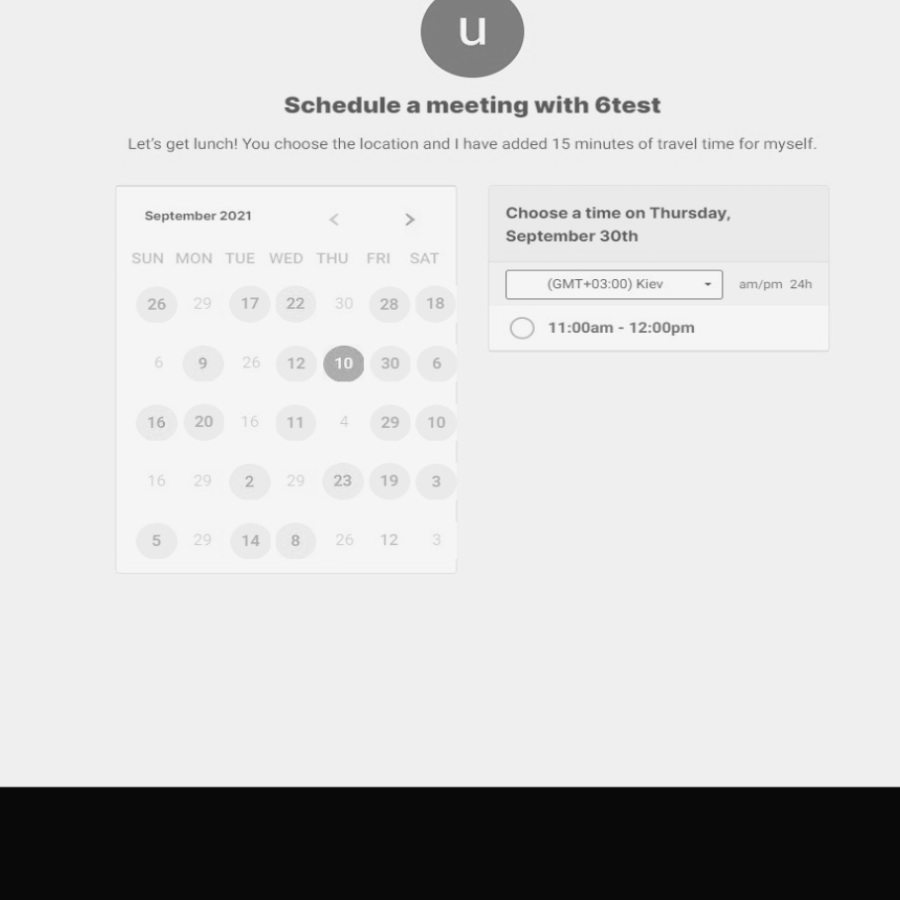 u
Schedule a meeting with 6test
Let's get lunch! You choose the location and I have added 15 minutes of travel time for myself.
September 2021 < >
SUN MON TUE WED THU FRI SAT
26 29 17 22 30 28 18
6 9 26 12 10 30 6
16 20 16 11 4 29 10
16 29 2 29 23 19 3
5 29 14 8 26 12 3
Choose a time on Thursday,
September 30th
(GMT+03:00) Kiev am/pm 24h
11:00am - 12:00pm